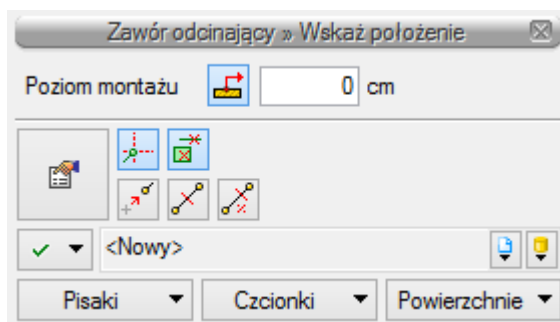 Zawór odcinający » Wskaż położenie
Poziom montażu 0 cm
<Nowy>
Pisaki Czcionki Powierzchnie